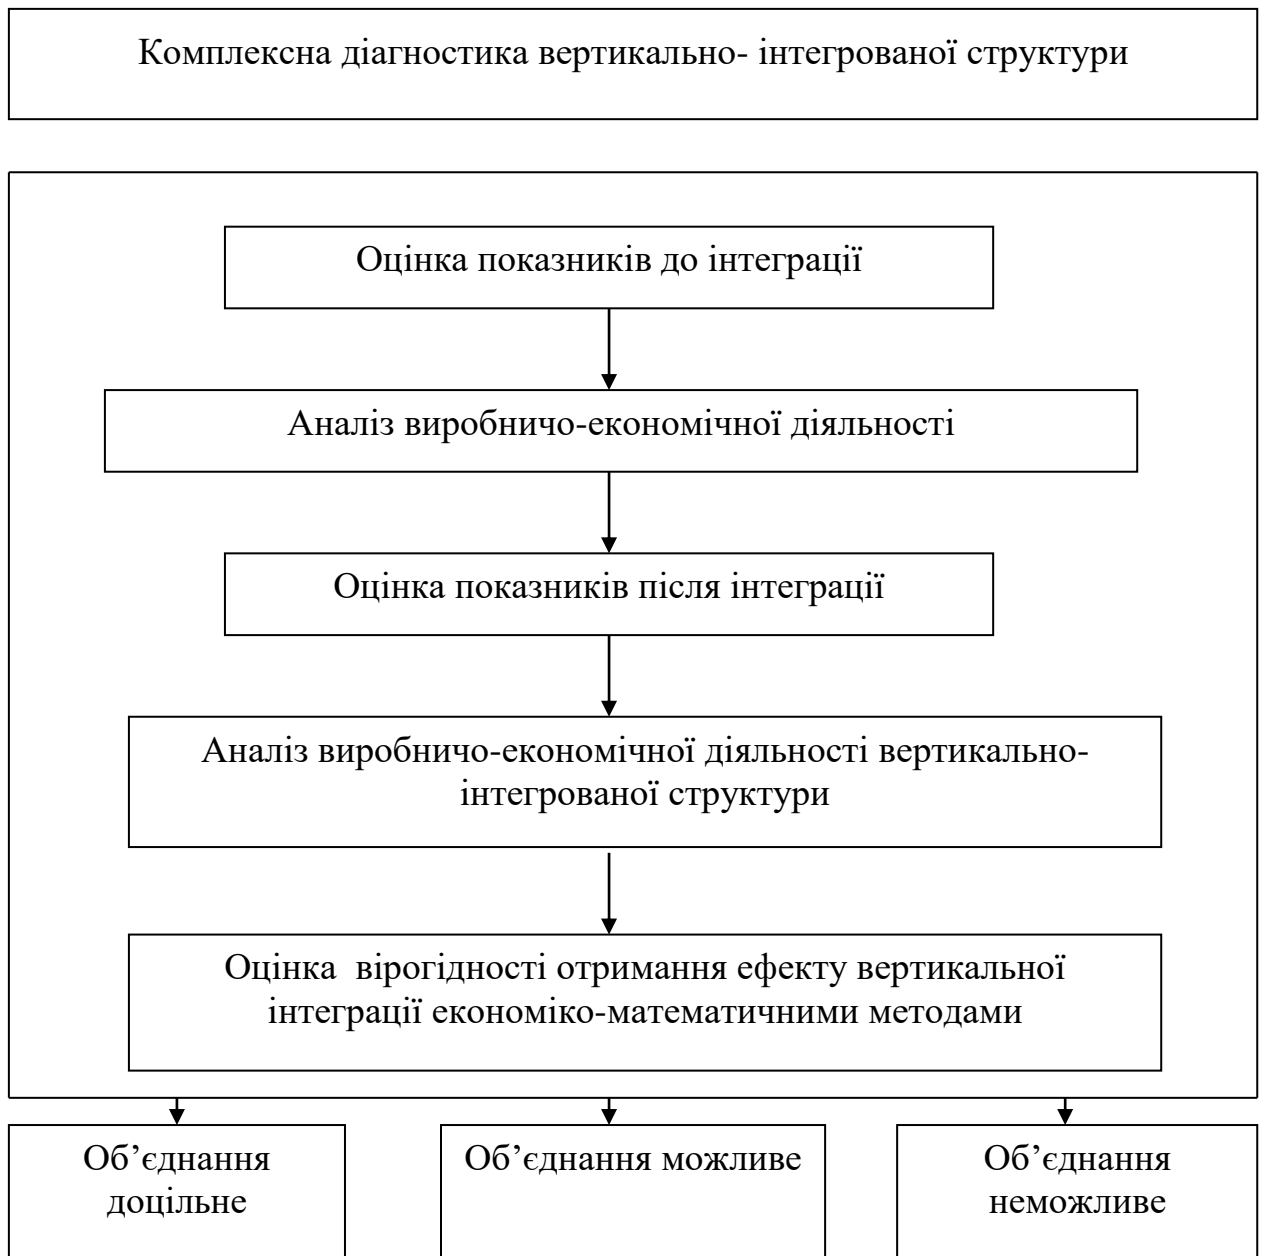 Комплексна діагностика вертикально- інтегрованої структури
Оцінка показників до інтеграції
Аналіз виробничо-економічної діяльності
Оцінка показників після інтеграції
Аналіз виробничо-економічної діяльності вертикально-
інтегрованої структури
Оцінка  вірогідності отримання ефекту вертикальної
інтеграції економіко-математичними методами
Об’єднання
доцільне
Об’єднання можливе
Об’єднання
неможливе